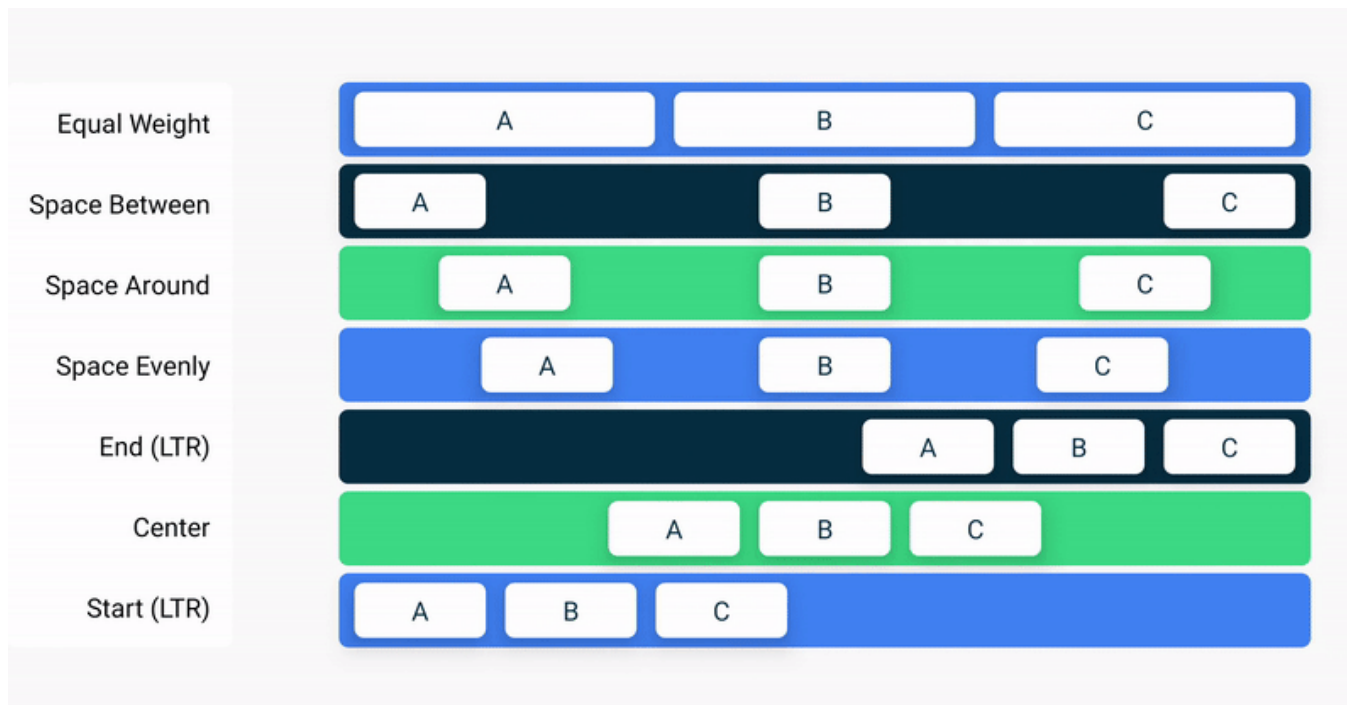 Equal Weight A B C
Space Between A B C
Space Around A B C
Space Evenly A B C
End (LTR) A B C
Center A B C
Start (LTR) A B C